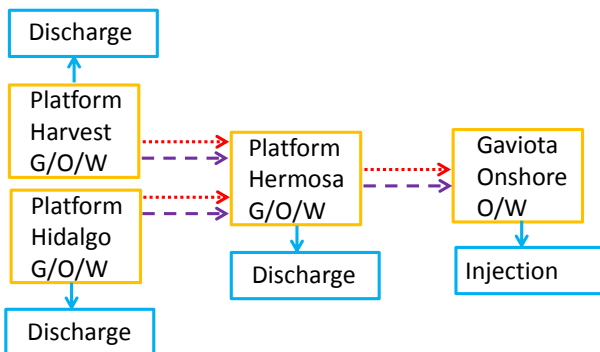 Discharge
Platform
Harvest
G/O/W
Platform
Hidalgo
G/O/W
Discharge
Platform
Hermosa
G/O/W
Discharge
Gaviota
Onshore
O/W
Injection